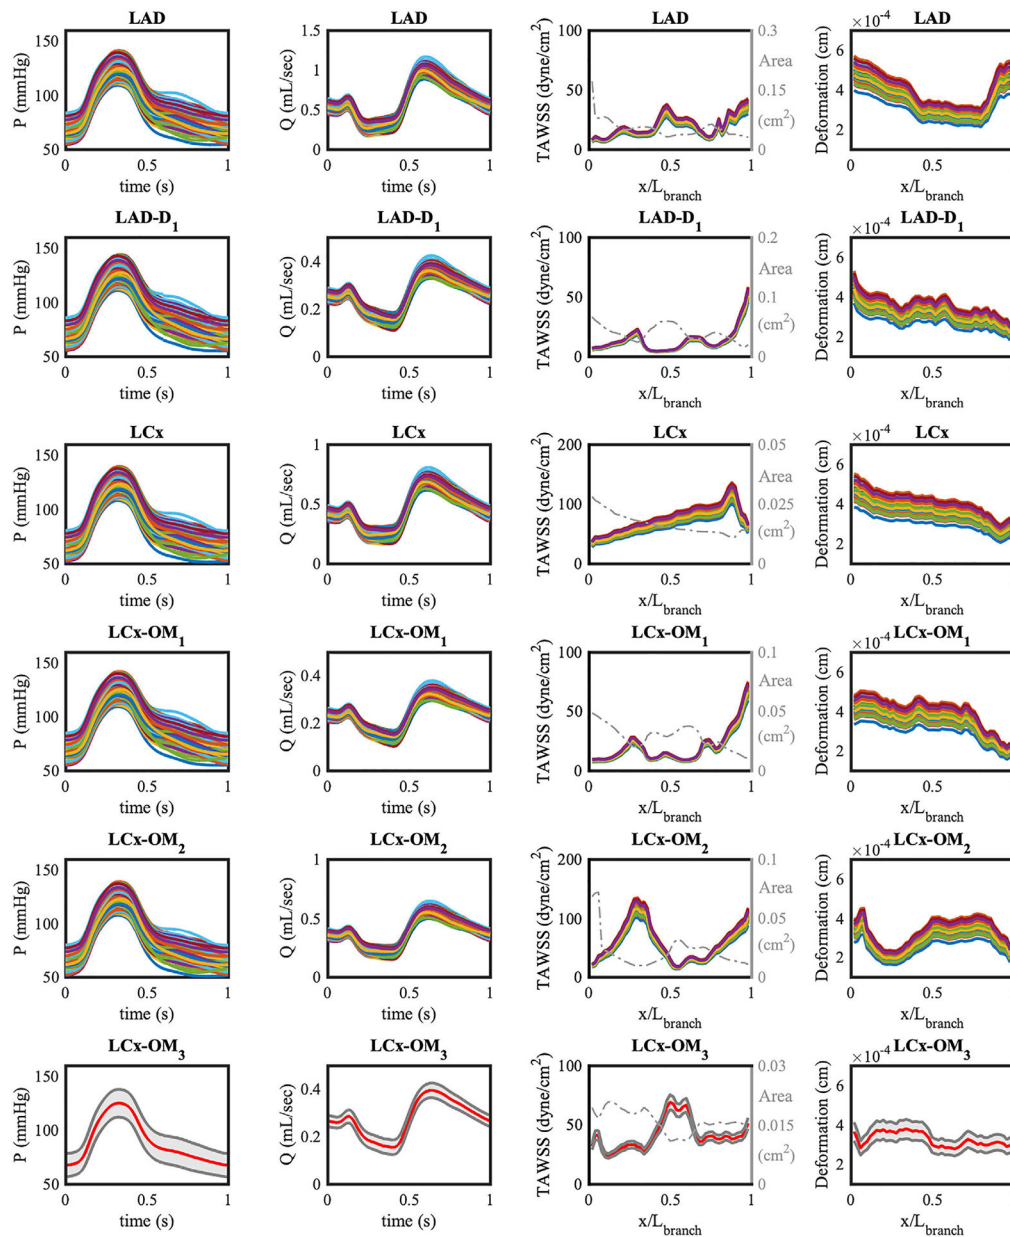 LAD
P (mmHg)
150
100
50
0 0.5 1
time (s)
LAD
Q (mL/sec)
1.5
1
0.5
0
0 0.5 1
time (s)
LAD
TAWSS (dyne/cm²)
100
50
0
0 0.5 1
x/L_branch
0.3
Area
0.15
(cm²)
0
×10⁻⁴ LAD
Deformation (cm)
6
4
2
0 0.5
x/L_branch
LAD-D₁
P (mmHg)
150
100
50
0 0.5 1
time (s)
LAD-D₁
Q (mL/sec)
0.4
0.2
0
0 0.5 1
time (s)
LAD-D₁
TAWSS (dyne/cm²)
100
50
0
0 0.5 1
x/L_branch
0.2
Area
0.1
(cm²)
0
×10⁻⁴ LAD-D₁
Deformation (cm)
6
4
2
0 0.5
x/L_branch
LCx
P (mmHg)
150
100
50
0 0.5 1
time (s)
LCx
Q (mL/sec)
1
0.5
0
0 0.5 1
time (s)
LCx
TAWSS (dyne/cm²)
200
100
0
0 0.5 1
x/L_branch
0.05
Area
0.025
(cm²)
0
×10⁻⁴ LCx
Deformation (cm)
6
4
2
0 0.5
x/L_branch
LCx-OM₁
P (mmHg)
150
100
50
0 0.5 1
time (s)
LCx-OM₁
Q (mL/sec)
0.4
0.2
0
0 0.5 1
time (s)
LCx-OM₁
TAWSS (dyne/cm²)
100
50
0
0 0.5 1
x/L_branch
0.1
Area
0.05
(cm²)
0
×10⁻⁴ LCx-OM₁
Deformation (cm)
6
4
2
0 0.5
x/L_branch
LCx-OM₂
P (mmHg)
150
100
50
0 0.5 1
time (s)
LCx-OM₂
Q (mL/sec)
1
0.5
0
0 0.5 1
time (s)
LCx-OM₂
TAWSS (dyne/cm²)
200
100
0
0 0.5 1
x/L_branch
0.1
Area
0.05
(cm²)
0
×10⁻⁴ LCx-OM₂
Deformation (cm)
6
4
2
0 0.5
x/L_branch
LCx-OM₃
P (mmHg)
150
100
50
0 0.5 1
time (s)
LCx-OM₃
Q (mL/sec)
0.4
0.2
0
0 0.5 1
time (s)
LCx-OM₃
TAWSS (dyne/cm²)
100
50
0
0 0.5 1
x/L_branch
0.03
Area
0.015
(cm²)
0
×10⁻⁴ LCx-OM₃
Deformation (cm)
6
4
2
0 0.5
x/L_branch